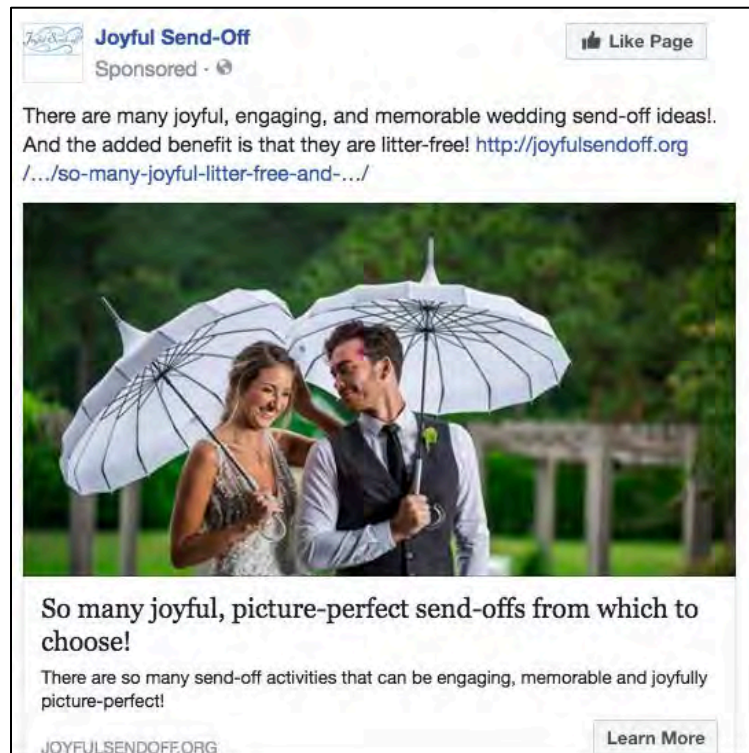 Joyful Send-off
Joyful Send-Off
Like Page
Sponsored ·
There are many joyful, engaging, and memorable wedding send-off ideas!.
And the added benefit is that they are litter-free! http://joyfulsendoff.org
/.../so-many-joyful-litter-free-and-.../
So many joyful, picture-perfect send-offs from which to
choose!
There are so many send-off activities that can be engaging, memorable and joyfully
picture-perfect!
Learn More
JOYFULSENDOFF.ORG